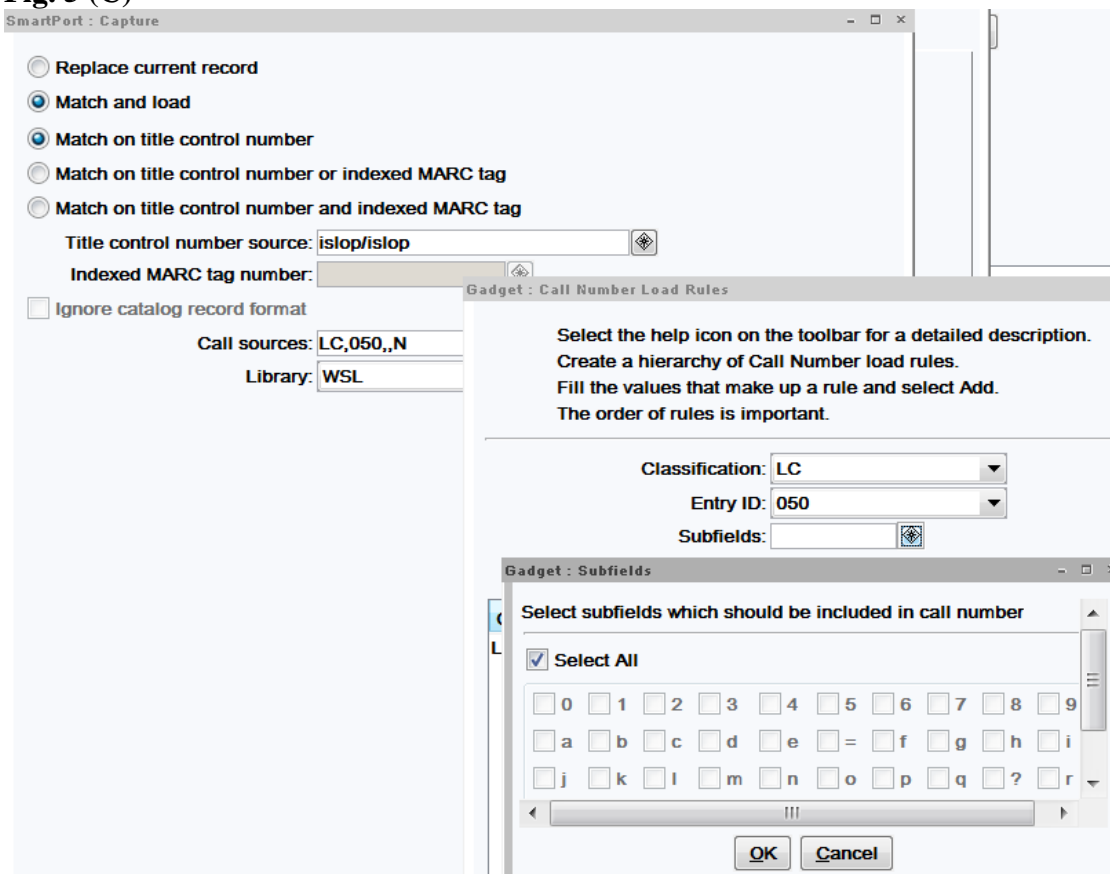 SmartPort : Capture
Replace current record
Match and load
Match on title control number
Match on title control number or indexed MARC tag
Match on title control number and indexed MARC tag
Title control number source: islop/islop
Indexed MARC tag number:
Ignore catalog record format
Call sources: LC,050,,N
Library: WSL
Gadget : Call Number Load Rules
Select the help icon on the toolbar for a detailed description.
Create a hierarchy of Call Number load rules.
Fill the values that make up a rule and select Add.
The order of rules is important.
Classification: LC
Entry ID: 050
Subfields:
Gadget : Subfields
Select subfields which should be included in call number
Select All
0 1 2 3 4 5 6 7 8 9
a b c d e = f g h i
j k l m n o p q ? r
OK Cancel